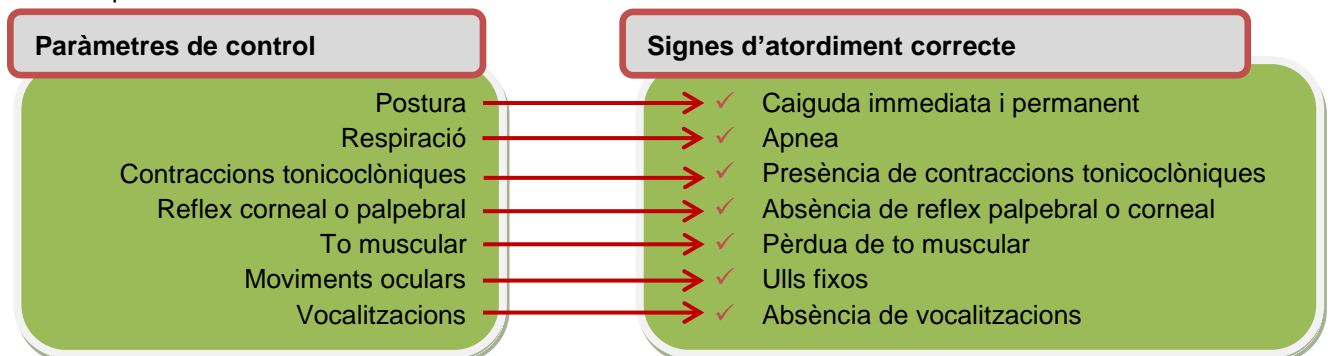 Paràmetres de control
Signes d'atordiment correcte
Postura
Respiració
Contraccions tonicoclòniques
Reflex corneal o palpebral
To muscular
Moviments oculars
Vocalitzacions
✓ Caiguda immediata i permanent
✓ Apnea
✓ Presència de contraccions tonicoclòniques
✓ Absència de reflex palpebral o corneal
✓ Pèrdua de to muscular
✓ Ulls fixos
✓ Absència de vocalitzacions